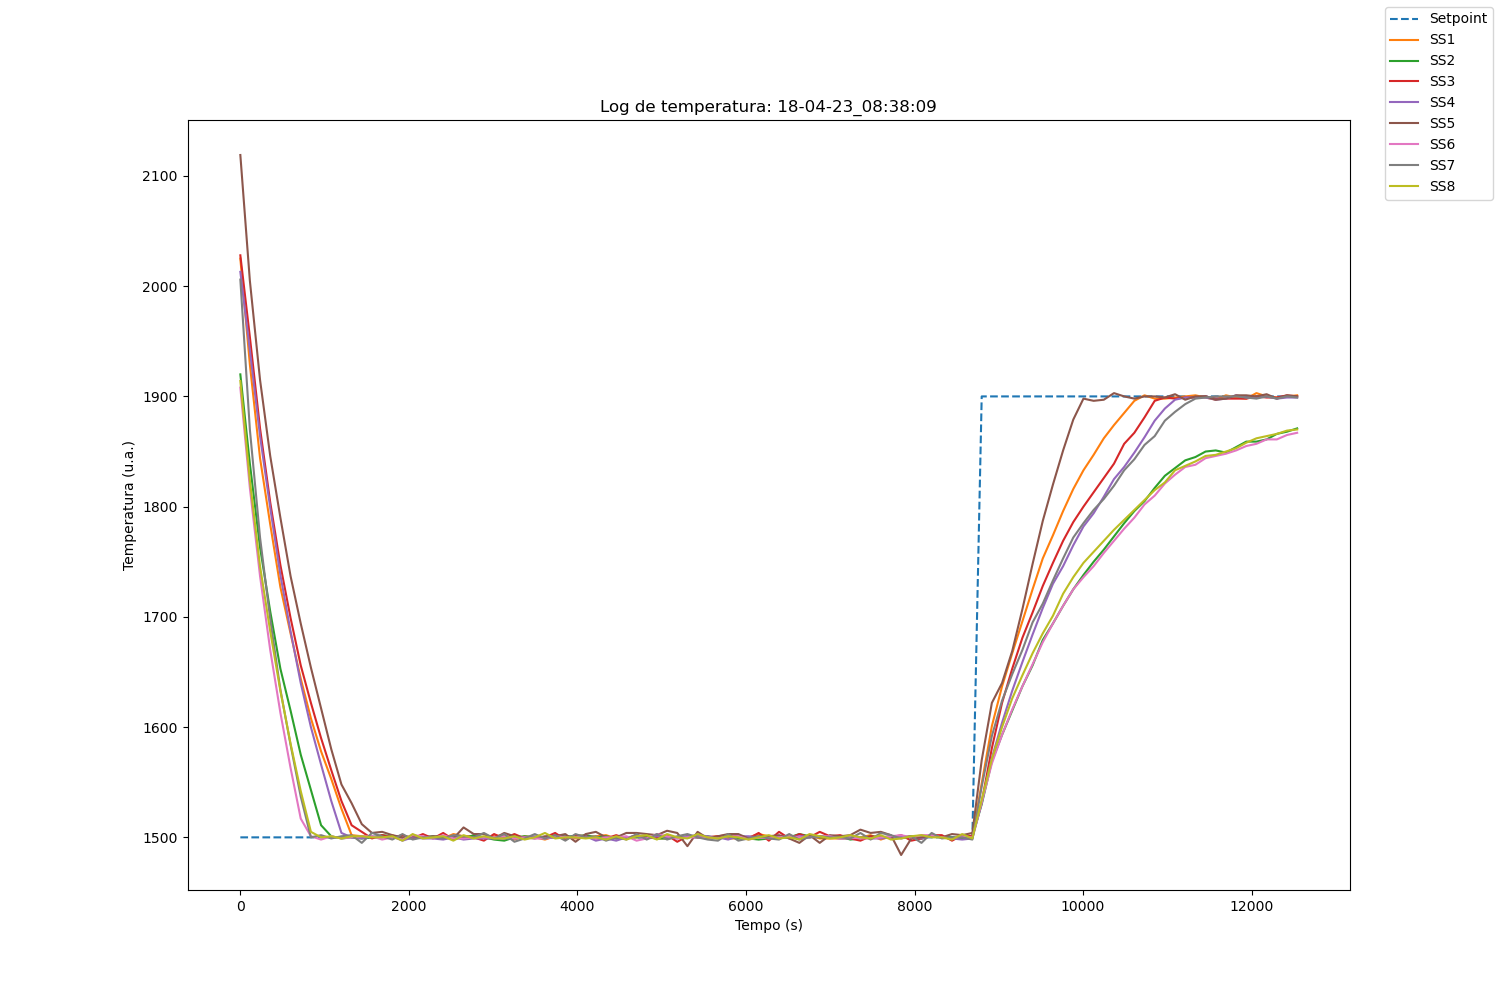 Log de temperatura: 18-04-23_08:38:09
Setpoint
SS1
SS2
SS3
SS4
SS5
SS6
SS7
SS8
Temperatura (u.a.)
2100
2000
1900
1800
1700
1600
1500
0 2000 4000 6000 8000 10000 12000
Tempo (s)